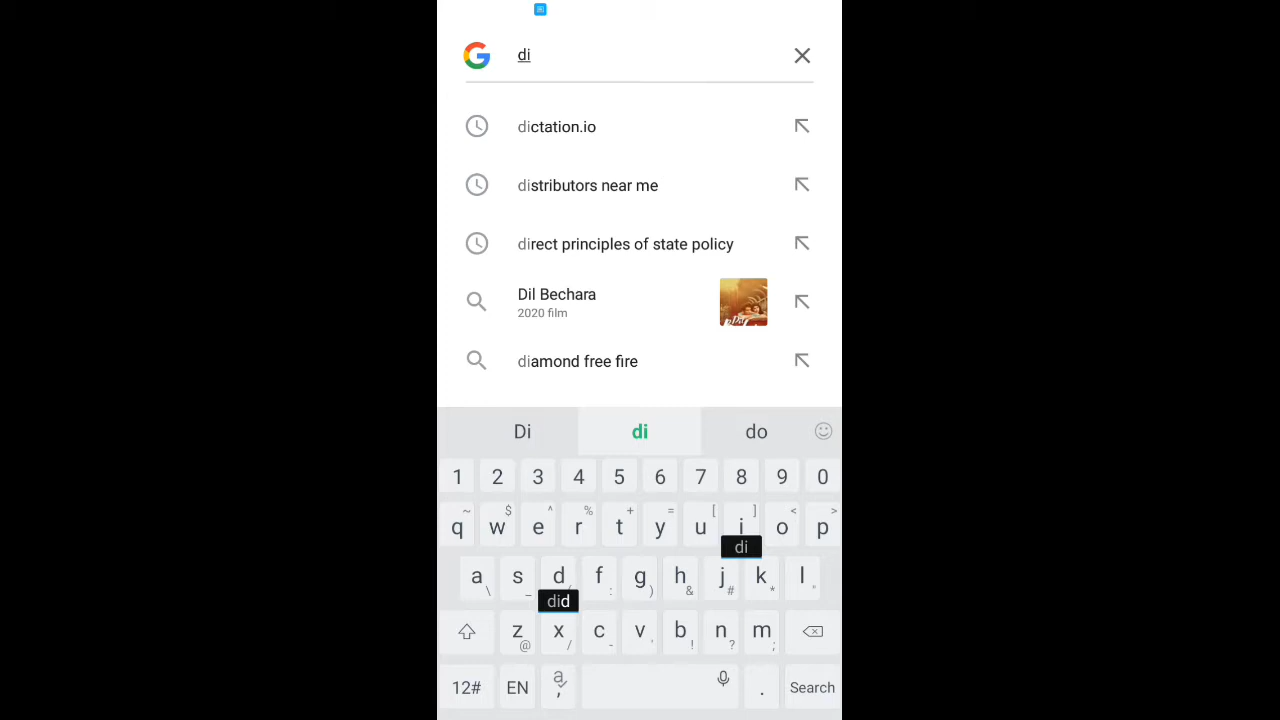 di
dictation.io
distributors near me
direct principles of state policy
Dil Bechara
2020 film
diamond free fire
Di di do
1 2 3 4 5 6 7 8 9 0
~ $ ^ % + = [ ] < >
q w e r t y u i o p
di
a s d f g h j k l
\ _ ( : ) & # * "
did
z x c v b n m
@ / - ' ! ? ;
12# EN a , . Search